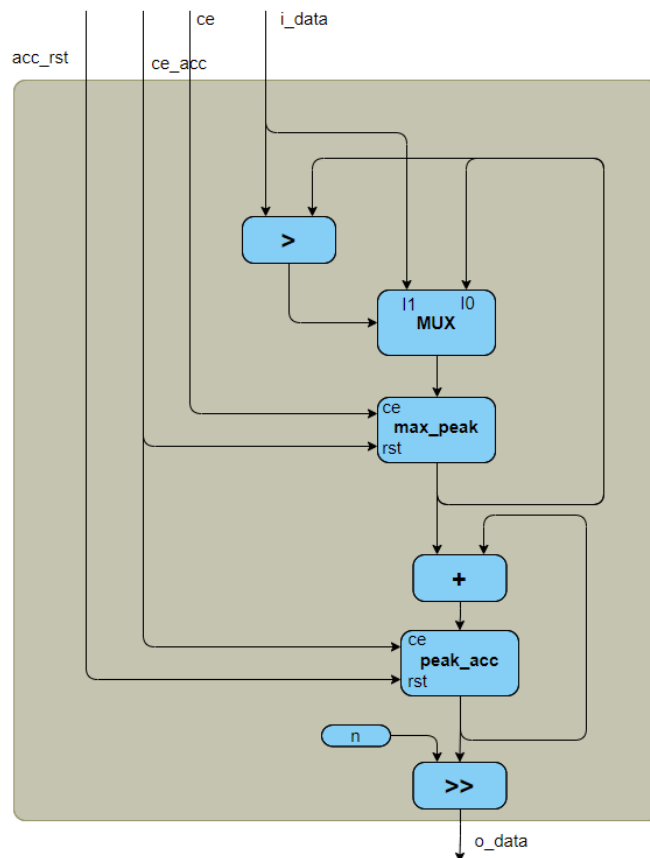 ce
i_data
acc_rst
ce_acc
>
I1
I0
MUX
ce
max_peak
rst
+
ce
peak_acc
rst
n
>>
o_data